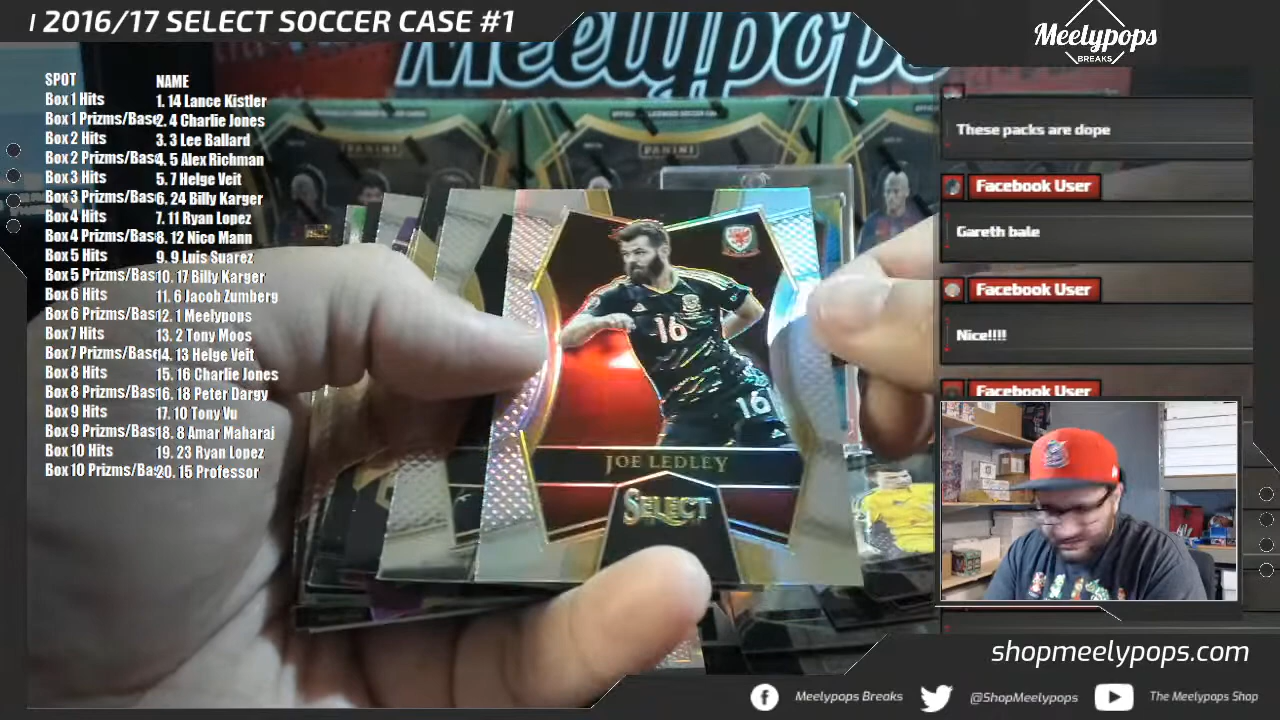 2016/17 SELECT SOCCER CASE #1
Meelypops
BREAKS
Meelypops
SPOT NAME
Box 1 Hits 1. 14 Lance Kistler
Box 1 Prizms/Base 2. 4 Charlie Jones
Box 2 Hits 3. 3 Lee Ballard
Box 2 Prizms/Base 4. 5 Alex Richman
Box 3 Hits 5. 7 Helge Veit
Box 3 Prizms/Base 6. 24 Billy Karger
Box 4 Hits 7. 11 Ryan Lopez
Box 4 Prizms/Bas 8. 12 Nico Mann
Box 5 Hits 9. 9 Luis Suarez
Box 5 Prizms/Bas 10. 17 Billy Karger
Box 6 Hits 11. 6 Jacob Zumberg
Box 6 Prizms/Bas 12. 1 Meelypops
Box 7 Hits 13. 2 Tony Moos
Box 7 Prizms/Bas 14. 13 Helge Veit
Box 8 Hits 15. 16 Charlie Jones
Box 8 Prizms/Bas 16. 18 Peter Dargy
Box 9 Hits 17. 10 Tony Vu
Box 9 Prizms/Bas 18. 8 Amar Maharaj
Box 10 Hits 19. 23 Ryan Lopez
Box 10 Prizms/Bas 20. 15 Professor
PANINI
PANINI
16
16
JOE LEDLEY
SELECT
These packs are dope
Facebook User
Gareth bale
Facebook User
Nice!!!!
Facebook User
shopmeelypops.com
Meelypops Breaks
@ShopMeelypops
The Meelypops Shop